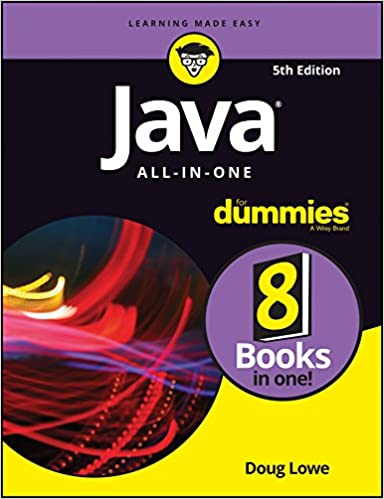 LEARNING MADE EASY
5th Edition
Java®
ALL-IN-ONE
for
dummies
A Wiley Brand
8
Books
in one!
Doug Lowe